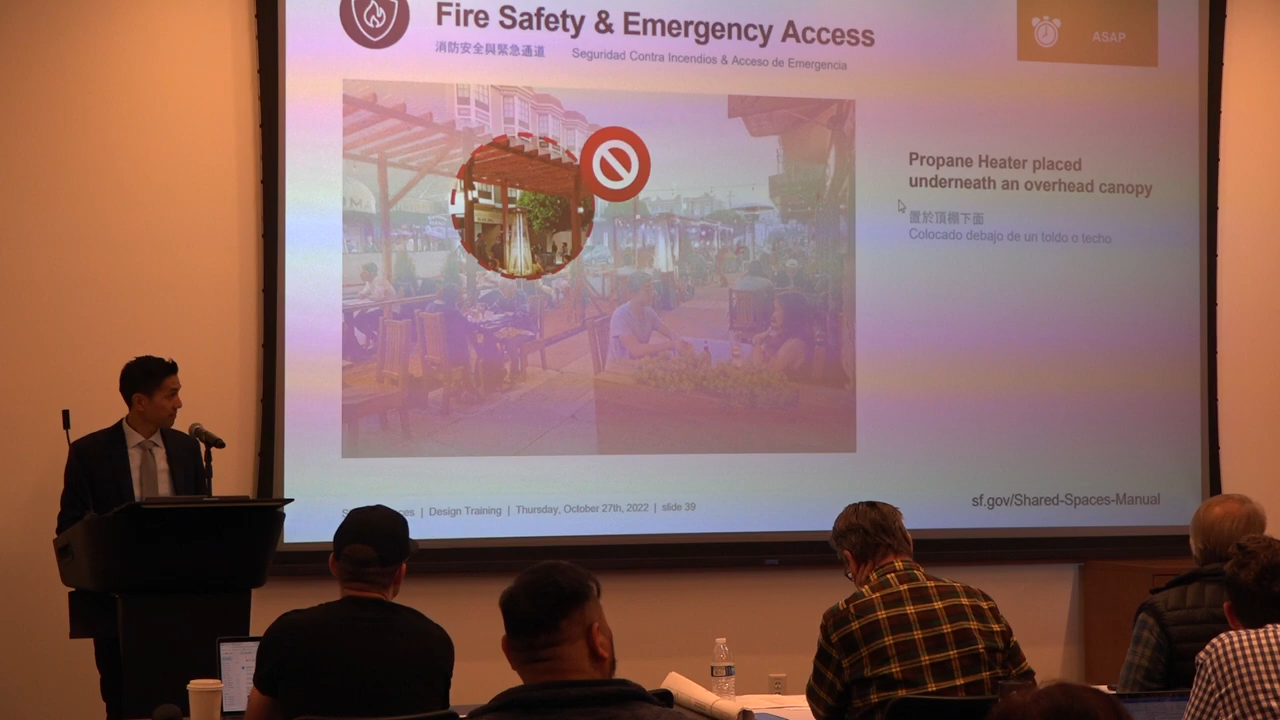 Fire Safety & Emergency Access
消防安全與緊急通道 Seguridad Contra Incendios & Acceso de Emergencia
ASAP
Propane Heater placed
underneath an overhead canopy
置於頂棚下面
Colocado debajo de un toldo o techo
| Design Training | Thursday, October 27th, 2022 | slide 39
sf.gov/Shared-Spaces-Manual